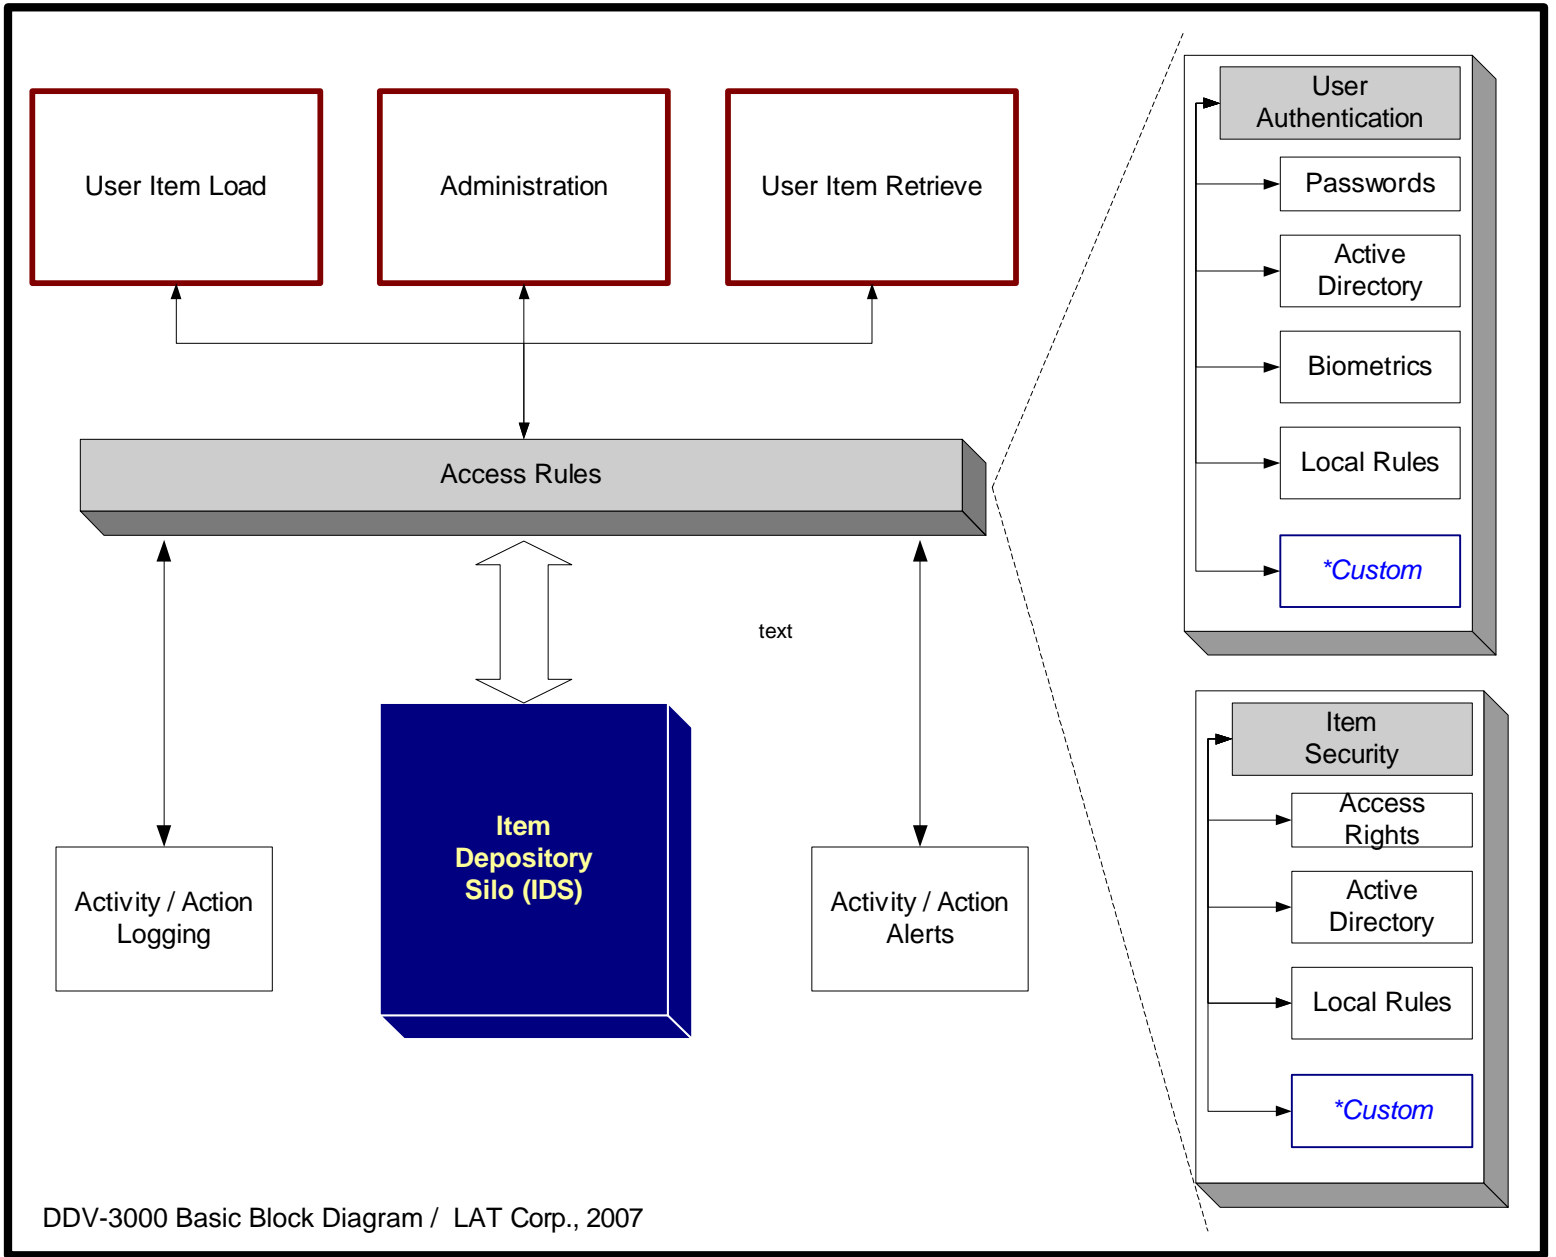 User Item Load
Administration
User Item Retrieve
Access Rules
text
Item
Depository
Silo (IDS)
Activity / Action
Logging
Activity / Action
Alerts
User
Authentication
Passwords
Active
Directory
Biometrics
Local Rules
*Custom
Item
Security
Access
Rights
Active
Directory
Local Rules
*Custom
DDV-3000 Basic Block Diagram /  LAT Corp., 2007